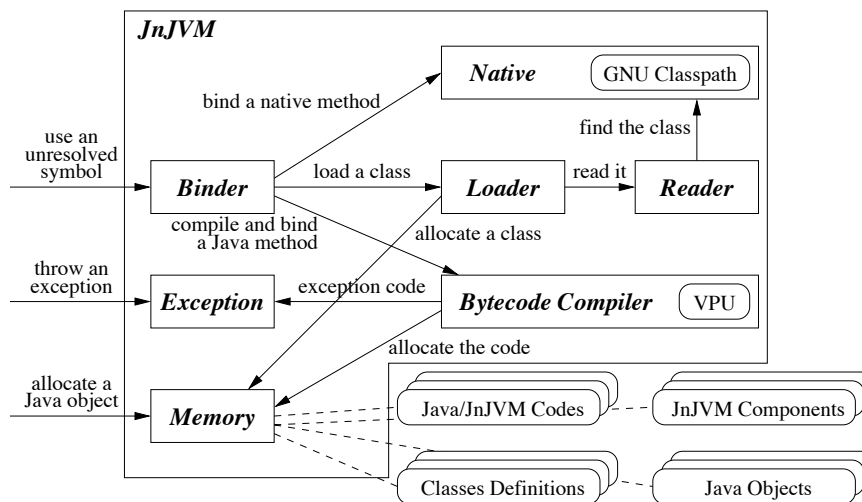 JnJVM
Native
GNU Classpath
bind a native method
find the class
use an
unresolved
symbol
Binder
load a class
Loader
read it
Reader
compile and bind
a Java method
allocate a class
throw an
exception
Exception
exception code
Bytecode Compiler
VPU
allocate the code
allocate a
Java object
Memory
Java/JnJVM Codes
JnJVM Components
Classes Definitions
Java Objects